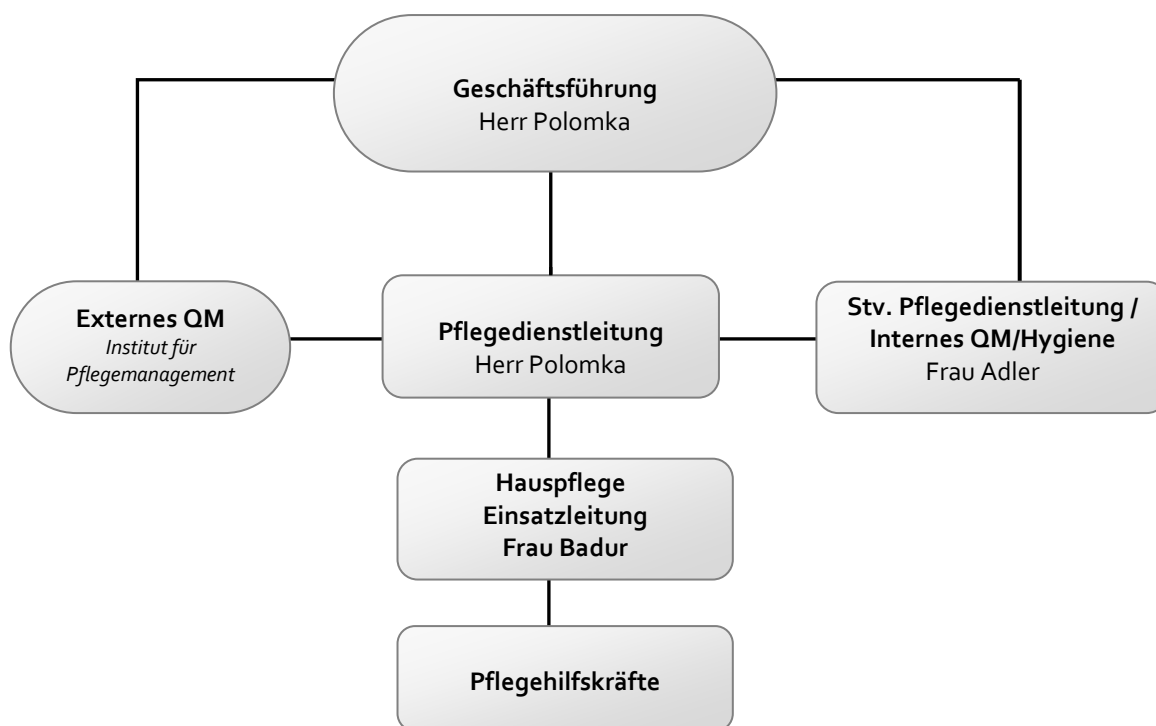 Geschäftsführung
Herr Polomka
Externes QM
Institut für
Pflegemanagement
Pflegedienstleitung
Herr Polomka
Stv. Pflegedienstleitung /
Internes QM/Hygiene
Frau Adler
Hauspflege
Einsatzleitung
Frau Badur
Pflegehilfskräfte